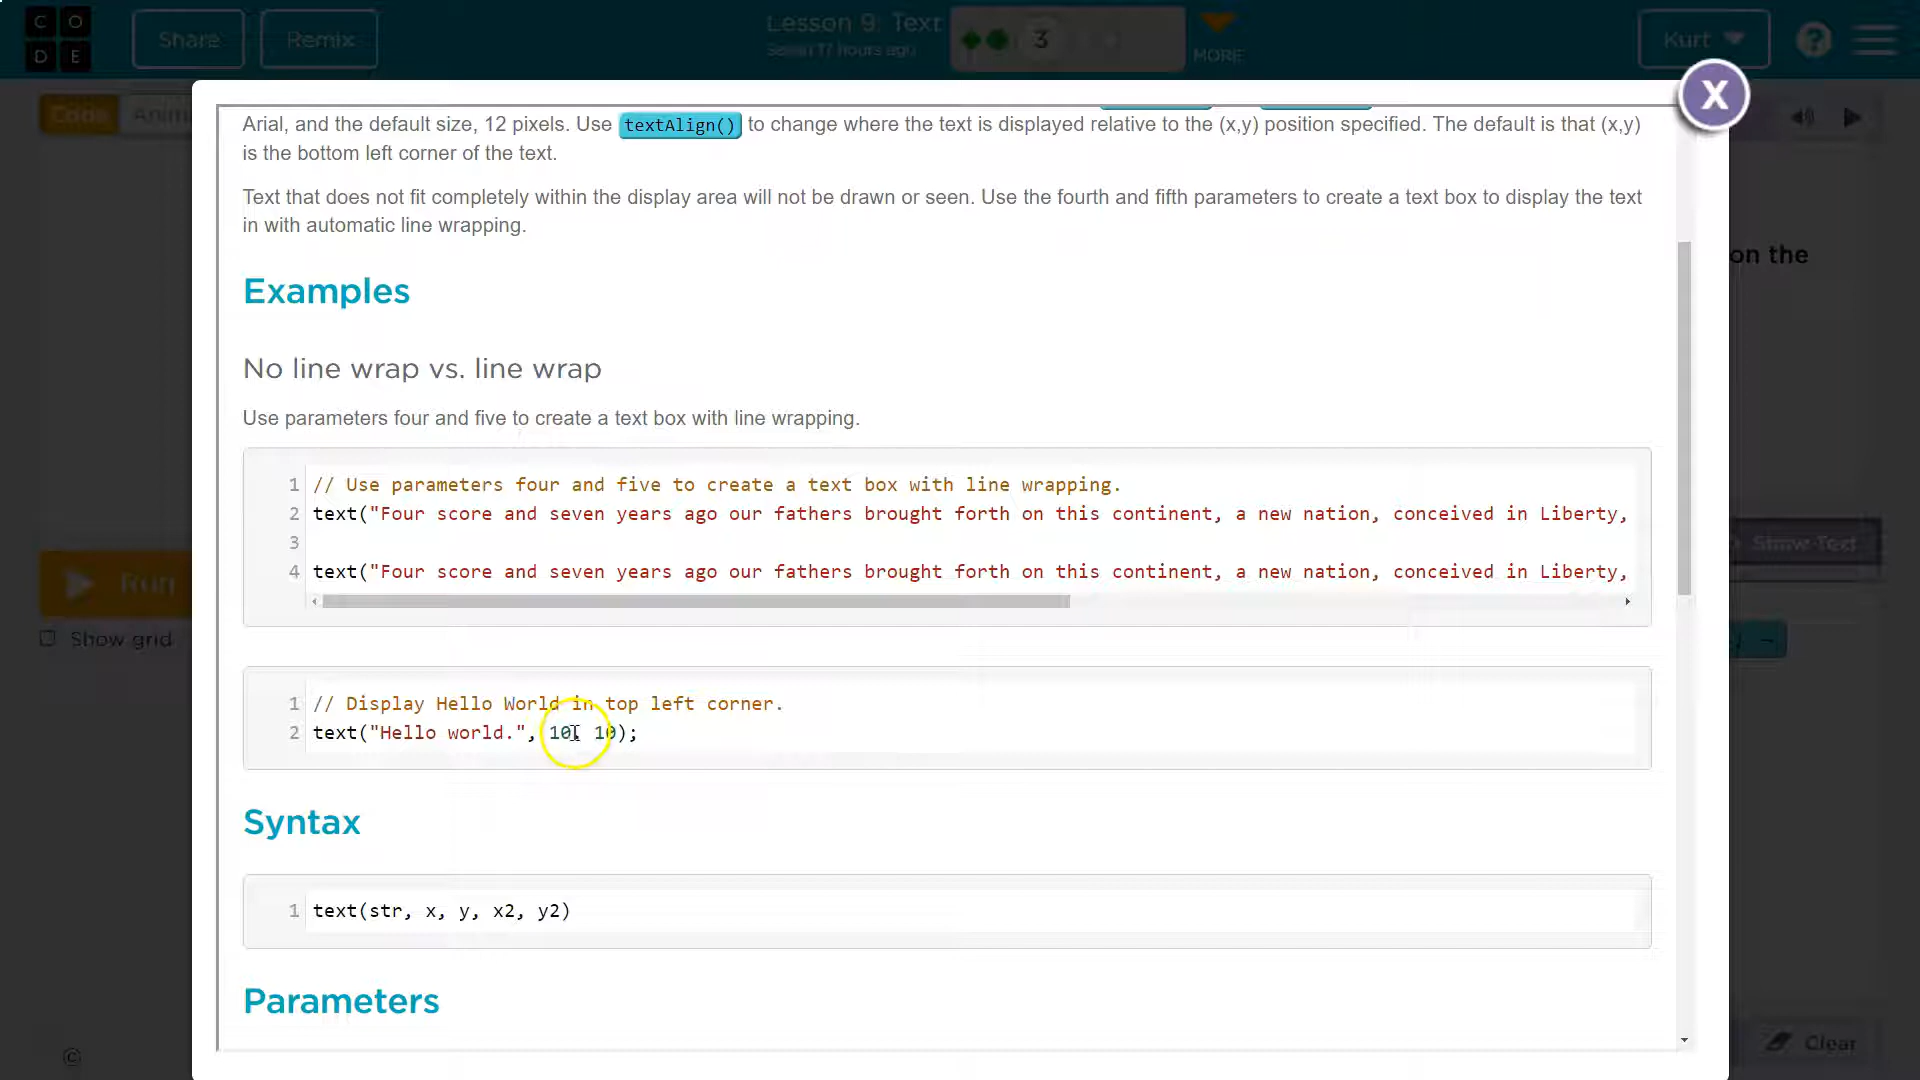 C O
D E
Share
Remix
Lesson 9: Text
Saved 17 hours ago
3
MORE
Kurt
?
X
Code
Anim
Arial, and the default size, 12 pixels. Use textAlign() to change where the text is displayed relative to the (x,y) position specified. The default is that (x,y)
is the bottom left corner of the text.
Text that does not fit completely within the display area will not be drawn or seen. Use the fourth and fifth parameters to create a text box to display the text
in with automatic line wrapping.
on the
Examples
No line wrap vs. line wrap
Use parameters four and five to create a text box with line wrapping.
1 // Use parameters four and five to create a text box with line wrapping.
2 text("Four score and seven years ago our fathers brought forth on this continent, a new nation, conceived in Liberty,
3
4 text("Four score and seven years ago our fathers brought forth on this continent, a new nation, conceived in Liberty,
Show Text
Run
Show grid
1 // Display Hello World in top left corner.
2 text("Hello world.", 10, 10);
Syntax
1 text(str, x, y, x2, y2)
Parameters
Clear
©